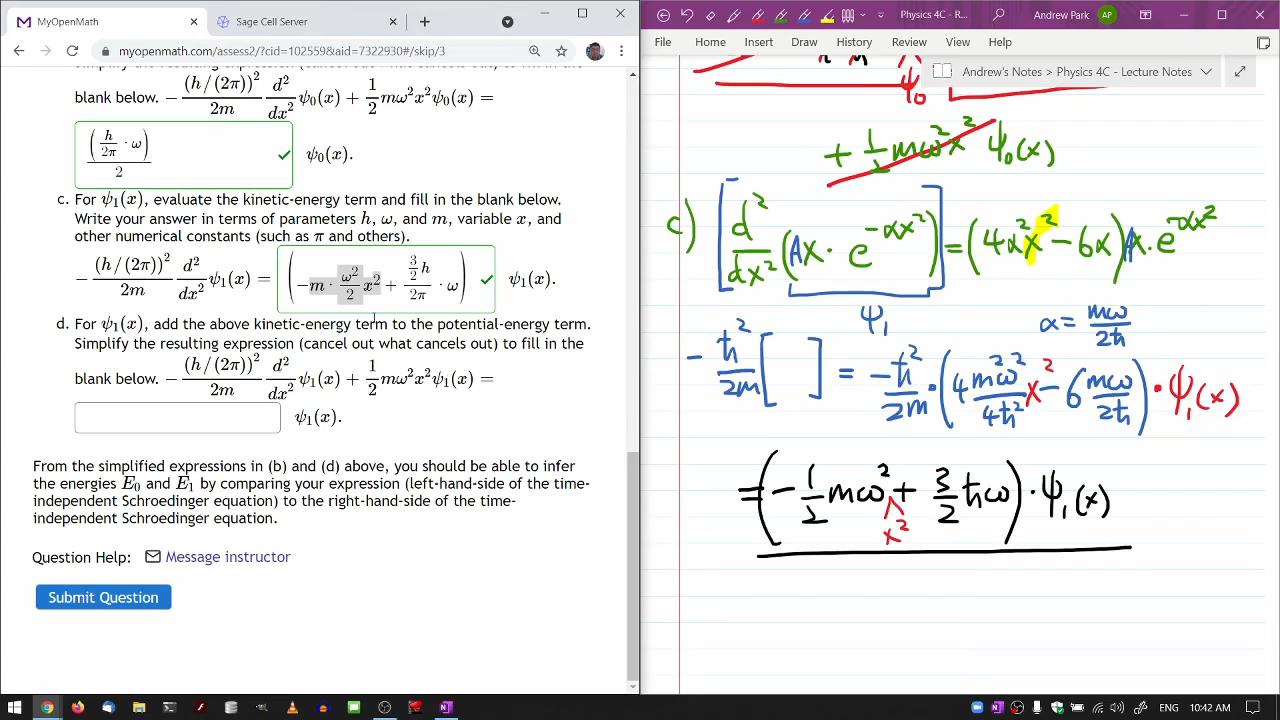 MyOpenMath
Sage Cell Server
Physics 4C - Lecture N...
Andrew Park
AP
myopenmath.com/assess2/?cid=102559&aid=7322930#/skip/3
File Home Insert Draw History Review View Help
Andrew's Notes > Physics 4C - Lecture Notes
blank below. −(h/(2π))²/2m d²/dx² ψ₀(x) + 1/2 mω²x²ψ₀(x) =
(h/2π · ω)/2 ψ₀(x).
c. For ψ₁(x), evaluate the kinetic-energy term and fill in the blank below.
Write your answer in terms of parameters h, ω, and m, variable x, and
other numerical constants (such as π and others).
−(h/(2π))²/2m d²/dx² ψ₁(x) = (−m · ω²/2 x² + 3/2 h/2π · ω) ψ₁(x).
d. For ψ₁(x), add the above kinetic-energy term to the potential-energy term.
Simplify the resulting expression (cancel out what cancels out) to fill in the
blank below. −(h/(2π))²/2m d²/dx² ψ₁(x) + 1/2 mω²x²ψ₁(x) =
ψ₁(x).
From the simplified expressions in (b) and (d) above, you should be able to infer
the energies E₀ and E₁ by comparing your expression (left-hand-side of the time-
independent Schroedinger equation) to the right-hand-side of the time-
independent Schroedinger equation.
Question Help: Message instructor
Submit Question
ψ₀
+ 1/2 mω²x² ψ₀(x)
c) [d²/dx² (Ax · e^(−αx²))] = (4α²x² − 6α) Ax · e^(−αx²)
ψ₁
α = mω/2ħ
− ħ²/2m [ ] = −ħ²/2m · (4 m²ω²/4ħ² x² − 6 mω/2ħ) · ψ₁(x)
= (−1/2 mω² + 3/2 ħω) · ψ₁(x)
x²
ENG 10:42 AM